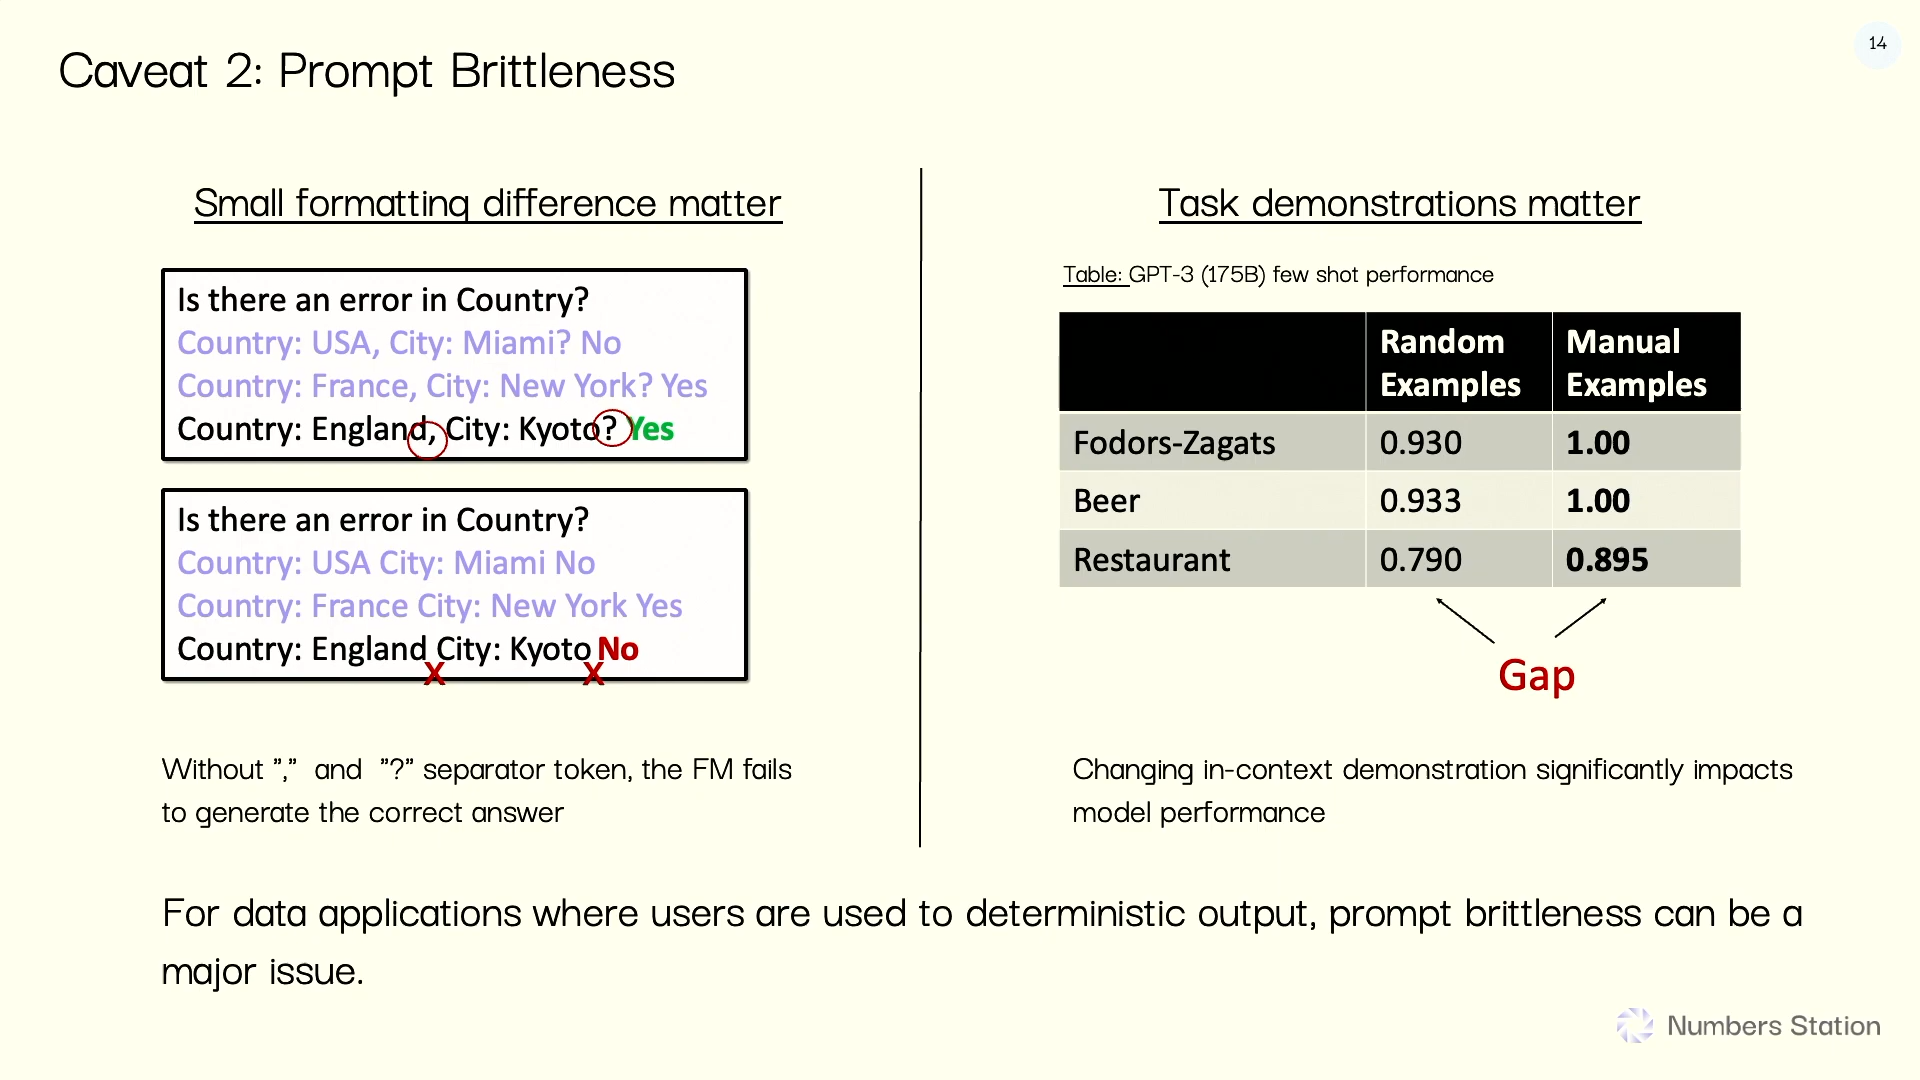 14
Caveat 2: Prompt Brittleness
Small formatting difference matter
Is there an error in Country?
Country: USA, City: Miami? No
Country: France, City: New York? Yes
Country: England, City: Kyoto? Yes
Is there an error in Country?
Country: USA City: Miami No
Country: France City: New York Yes
Country: England City: Kyoto No
X X
Without "," and "?" separator token, the FM fails
to generate the correct answer
Task demonstrations matter
Table: GPT-3 (175B) few shot performance
Random Examples Manual Examples
Fodors-Zagats 0.930 1.00
Beer 0.933 1.00
Restaurant 0.790 0.895
Gap
Changing in-context demonstration significantly impacts
model performance
For data applications where users are used to deterministic output, prompt brittleness can be a
major issue.
Numbers Station